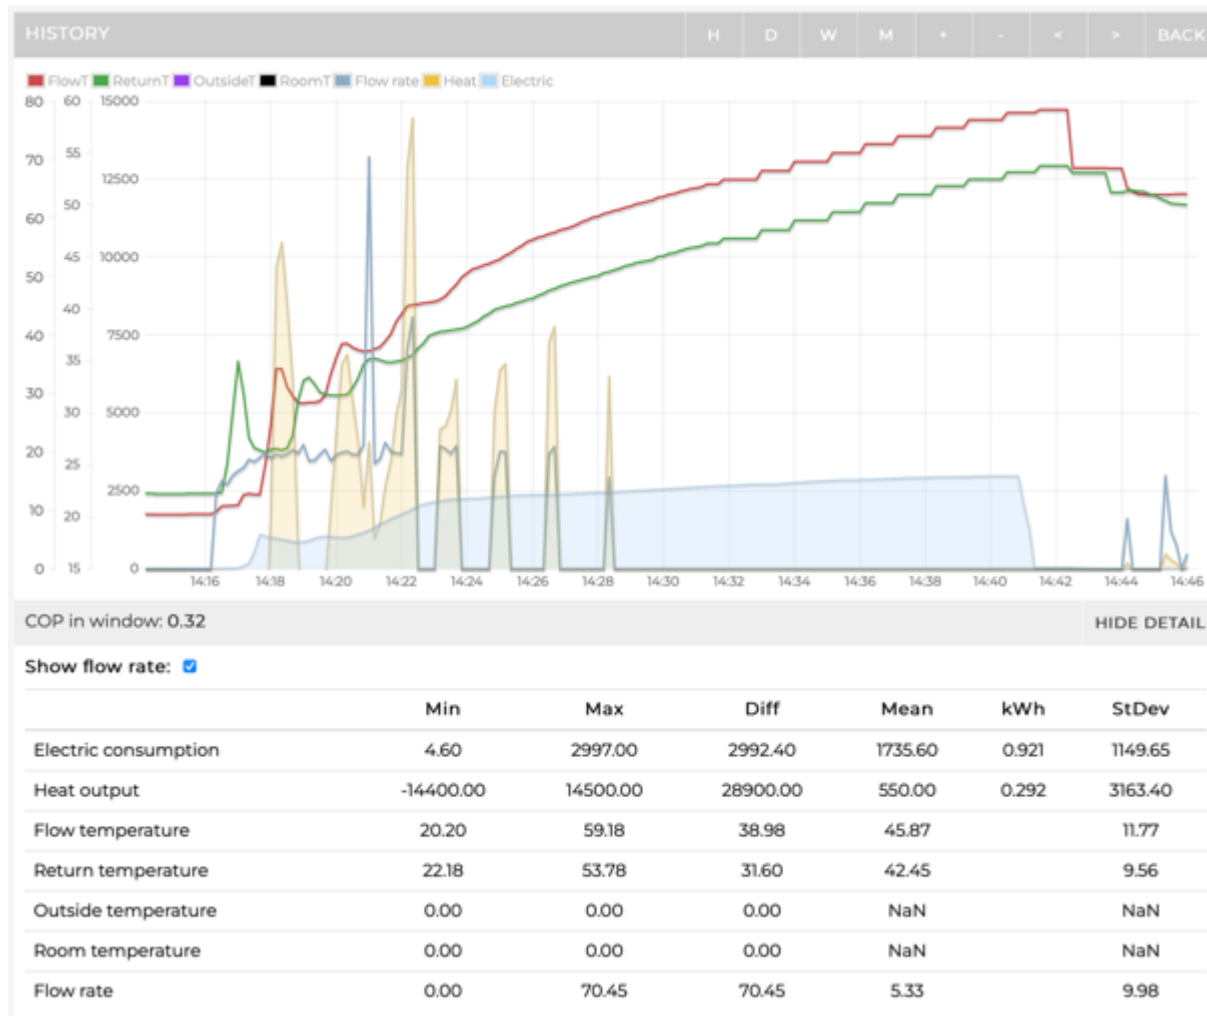 HISTORY H D W M + - < > BACK
FlowT ReturnT OutsideT RoomT Flow rate Heat Electric
80 60 15000
55
70 12500
60 50
45 10000
50
40
40 7500
35
30 30 5000
20 25
2500
10 20
0 15 0
14:16 14:18 14:20 14:22 14:24 14:26 14:28 14:30 14:32 14:34 14:36 14:38 14:40 14:42 14:44 14:46
COP in window: 0.32 HIDE DETAIL
Show flow rate:
Min Max Diff Mean kWh StDev
Electric consumption 4.60 2997.00 2992.40 1735.60 0.921 1149.65
Heat output -14400.00 14500.00 28900.00 550.00 0.292 3163.40
Flow temperature 20.20 59.18 38.98 45.87 11.77
Return temperature 22.18 53.78 31.60 42.45 9.56
Outside temperature 0.00 0.00 0.00 NaN NaN
Room temperature 0.00 0.00 0.00 NaN NaN
Flow rate 0.00 70.45 70.45 5.33 9.98